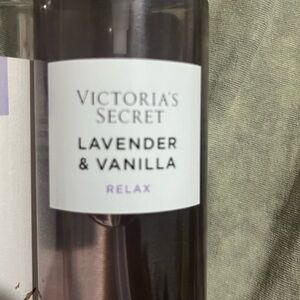 VICTORIA'S
SECRET
LAVENDER
& VANILLA
RELAX